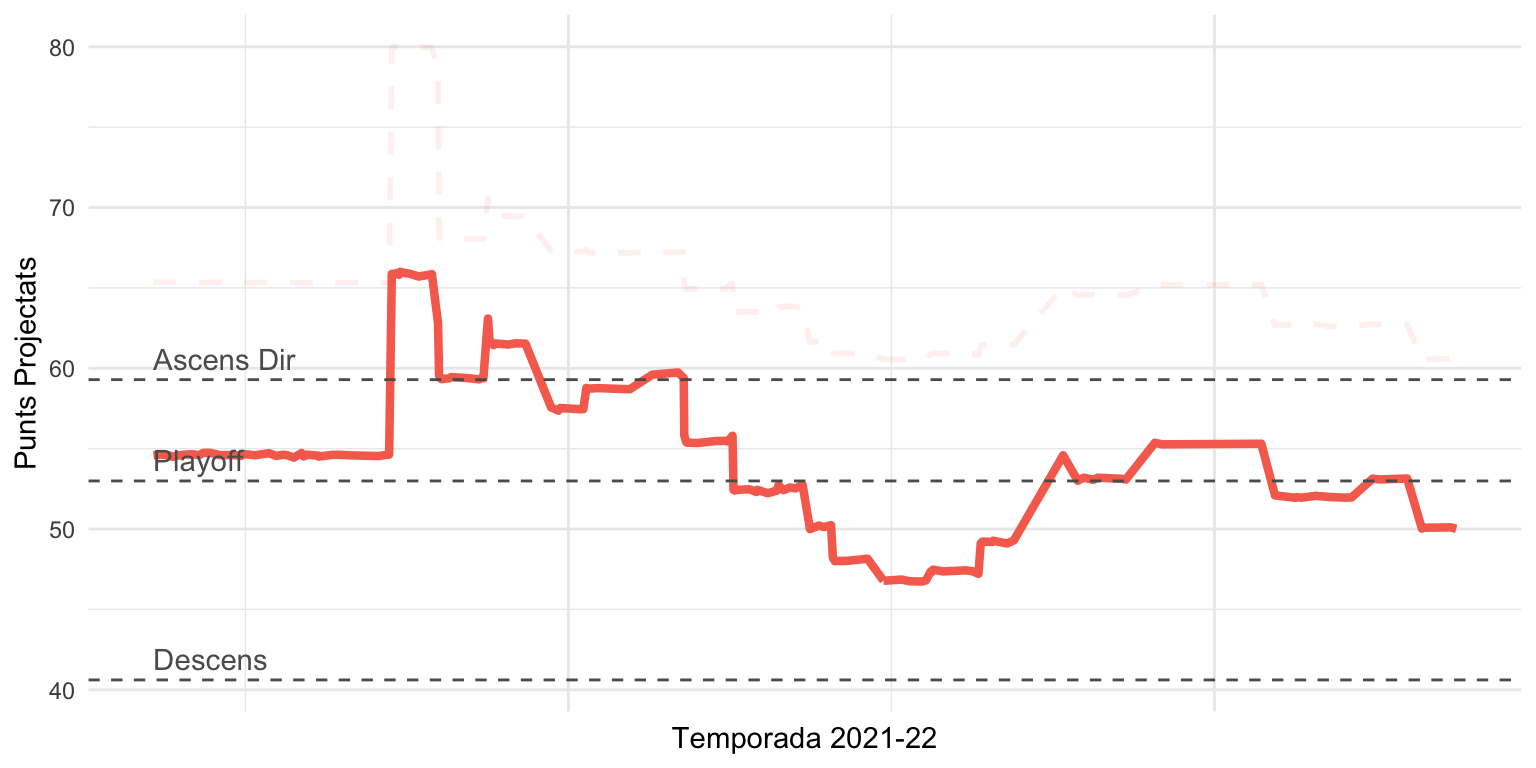 80
70
60
50
40
Punts Projectats
Ascens Dir
Playoff
Descens
Temporada 2021-22